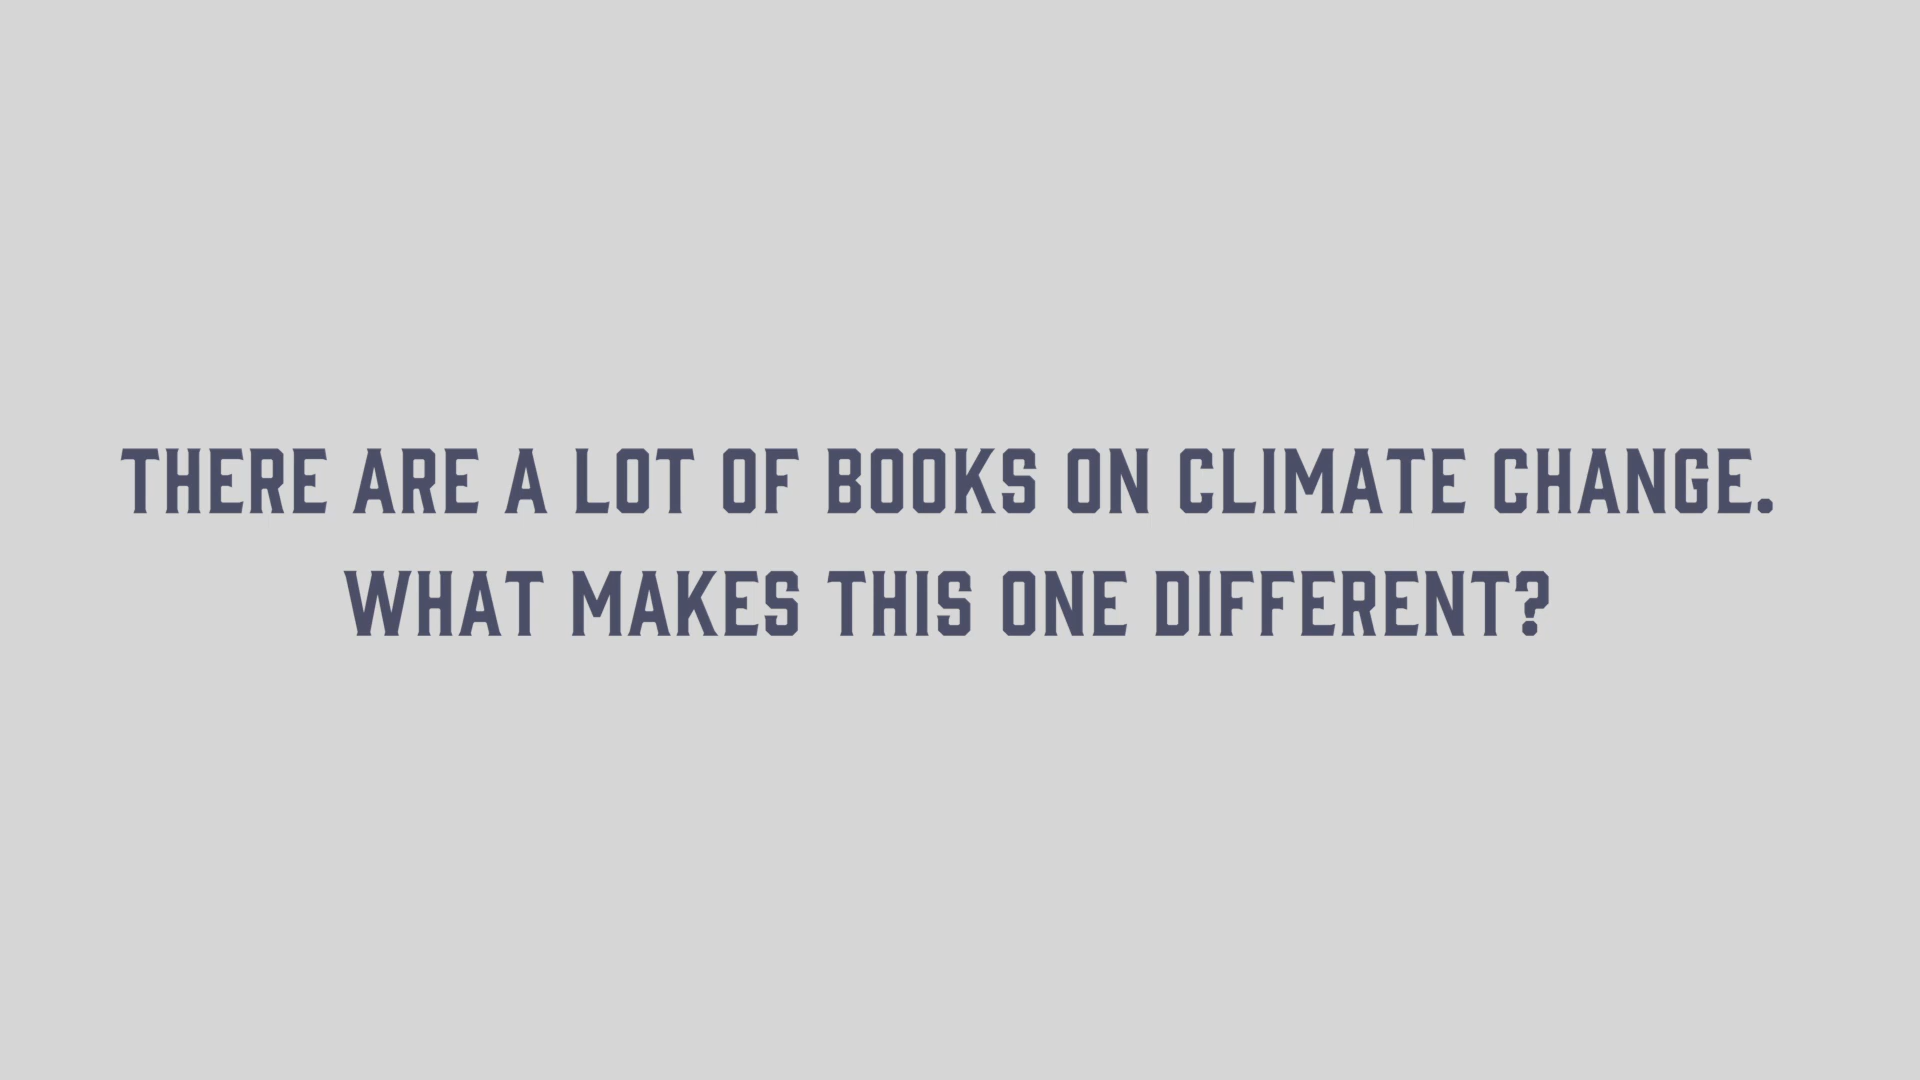 THERE ARE A LOT OF BOOKS ON CLIMATE CHANGE.
WHAT MAKES THIS ONE DIFFERENT?